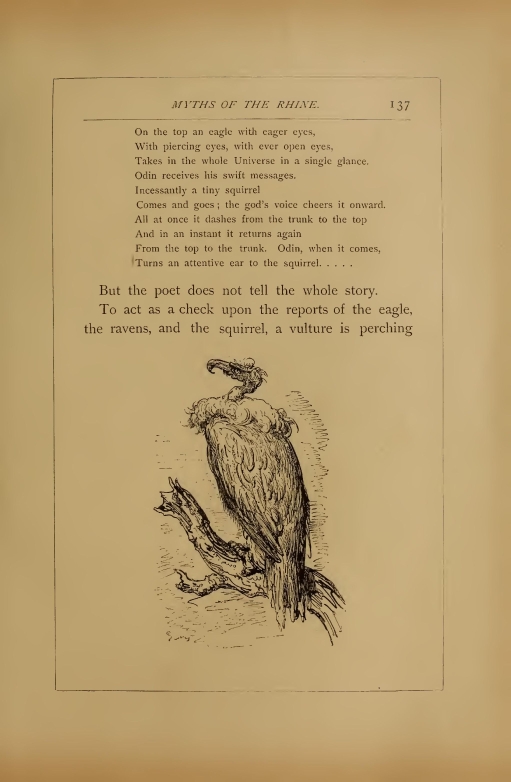 MYTHS OF THE RHINE. 137
On the top an eagle with eager eyes,
With piercing eyes, with ever open eyes,
Takes in the whole Universe in a single glance.
Odin receives his swift messages.
Incessantly a tiny squirrel
Comes and goes; the god's voice cheers it onward.
All at once it dashes from the trunk to the top
And in an instant it returns again
From the top to the trunk. Odin, when it comes,
Turns an attentive ear to the squirrel. . . . .
But the poet does not tell the whole story.
To act as a check upon the reports of the eagle,
the ravens, and the squirrel, a vulture is perching